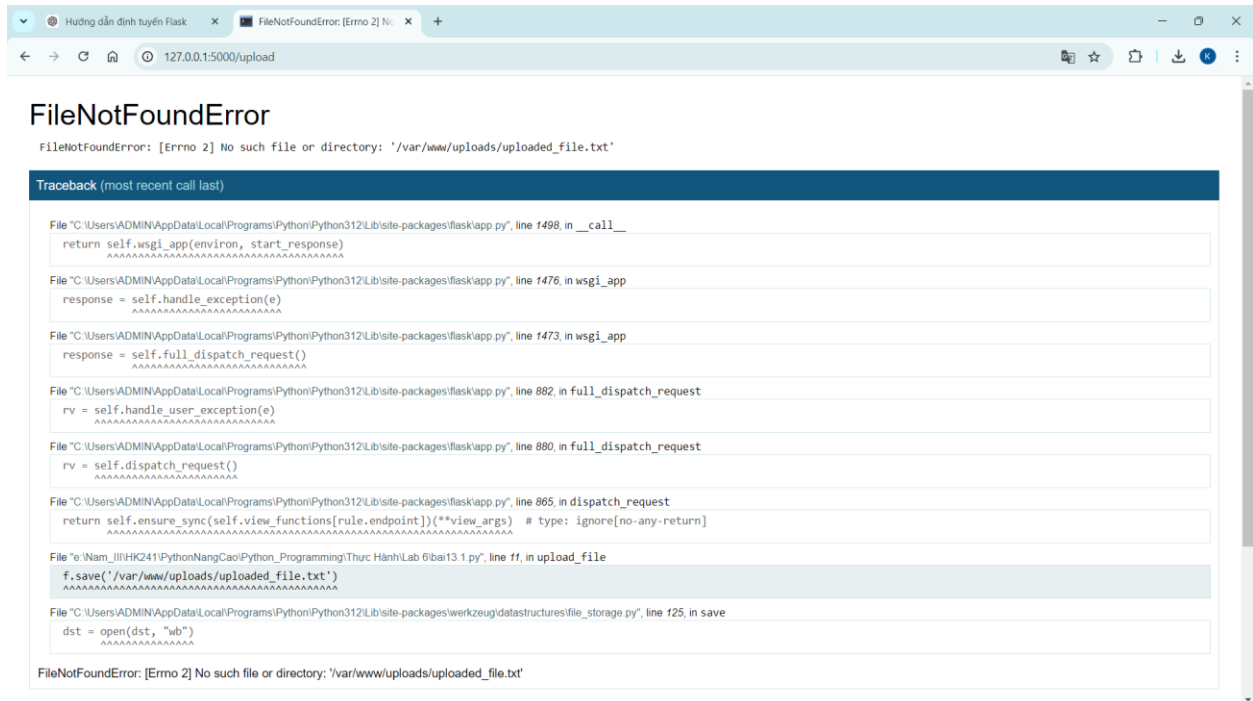 Hướng dẫn định tuyến Flask
FileNotFoundError: [Errno 2] No
127.0.0.1:5000/upload
K
FileNotFoundError
FileNotFoundError: [Errno 2] No such file or directory: '/var/www/uploads/uploaded_file.txt'
Traceback (most recent call last)
File "C:\Users\ADMIN\AppData\Local\Programs\Python\Python312\Lib\site-packages\flask\app.py", line 1498, in __call__
return self.wsgi_app(environ, start_response)
^^^^^^^^^^^^^^^^^^^^^^^^^^^^^^^^^^^^^^
File "C:\Users\ADMIN\AppData\Local\Programs\Python\Python312\Lib\site-packages\flask\app.py", line 1476, in wsgi_app
response = self.handle_exception(e)
^^^^^^^^^^^^^^^^^^^^^^^^
File "C:\Users\ADMIN\AppData\Local\Programs\Python\Python312\Lib\site-packages\flask\app.py", line 1473, in wsgi_app
response = self.full_dispatch_request()
^^^^^^^^^^^^^^^^^^^^^^^^^^^^
File "C:\Users\ADMIN\AppData\Local\Programs\Python\Python312\Lib\site-packages\flask\app.py", line 882, in full_dispatch_request
rv = self.handle_user_exception(e)
^^^^^^^^^^^^^^^^^^^^^^^^^^^^
File "C:\Users\ADMIN\AppData\Local\Programs\Python\Python312\Lib\site-packages\flask\app.py", line 880, in full_dispatch_request
rv = self.dispatch_request()
^^^^^^^^^^^^^^^^^^^^^^^
File "C:\Users\ADMIN\AppData\Local\Programs\Python\Python312\Lib\site-packages\flask\app.py", line 865, in dispatch_request
return self.ensure_sync(self.view_functions[rule.endpoint])(**view_args)  # type: ignore[no-any-return]
^^^^^^^^^^^^^^^^^^^^^^^^^^^^^^^^^^^^^^^^^^^^^^^^^^^^^^^^^^^^^^^^^
File "e:\Nam_III\HK241\PythonNangCao\Python_Programming\Thực Hành\Lab 6\bai13.1.py", line 11, in upload_file
f.save('/var/www/uploads/uploaded_file.txt')
^^^^^^^^^^^^^^^^^^^^^^^^^^^^^^^^^^^^^^^^^^^^
File "C:\Users\ADMIN\AppData\Local\Programs\Python\Python312\Lib\site-packages\werkzeug\datastructures\file_storage.py", line 125, in save
dst = open(dst, "wb")
^^^^^^^^^^^^^^^
FileNotFoundError: [Errno 2] No such file or directory: '/var/www/uploads/uploaded_file.txt'